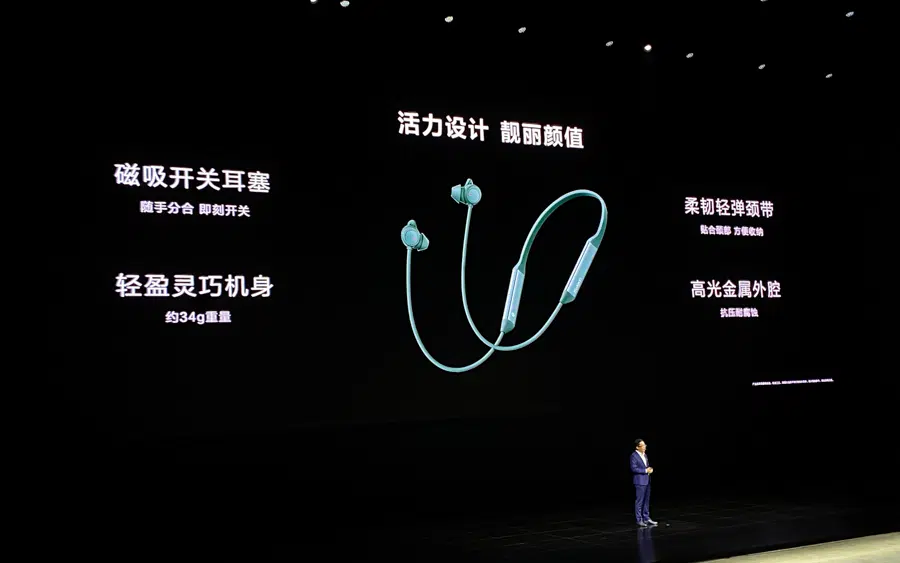 活力设计 靓丽颜值
磁吸开关耳塞
随手分合 即刻开关
轻盈灵巧机身
约34g重量
柔韧轻弹颈带
贴合颈部 方便收纳
高光金属外腔
抗压耐腐蚀